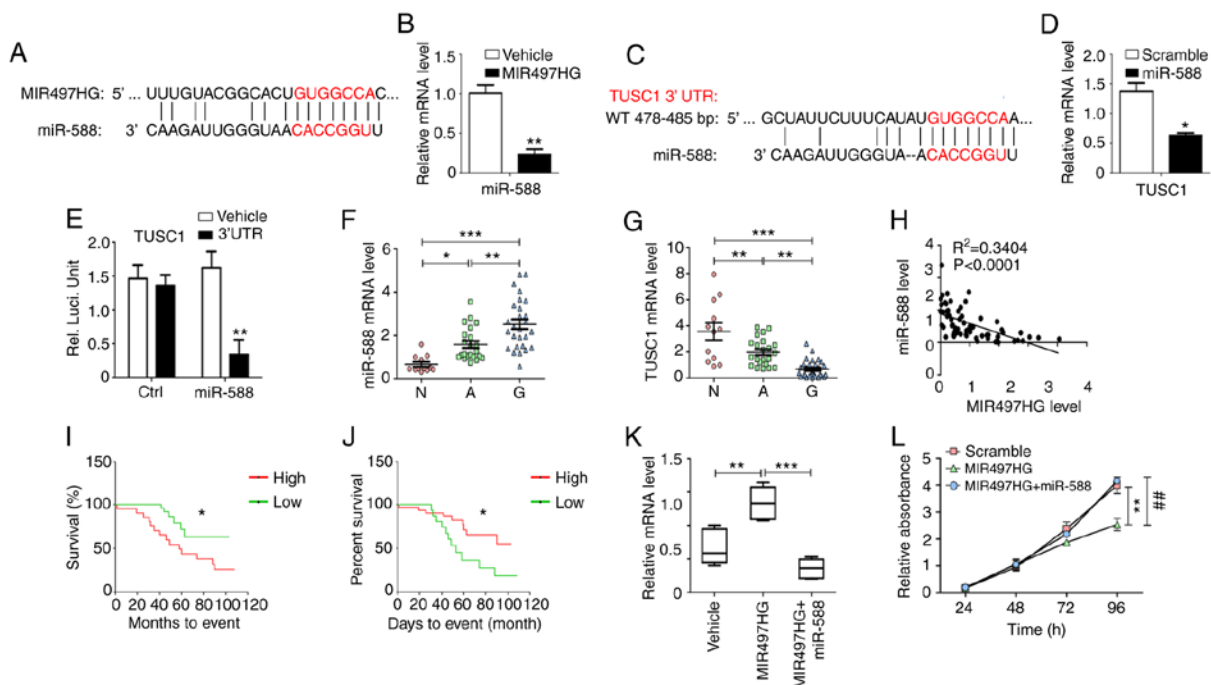 A
MIR497HG: 5' ... UUUGUACGGCACUGUGGCCAC...
miR-588: 3' CAAGAUUGGGUAACACCGGUU
B
Vehicle
MIR497HG
Relative mRNA level
1.5
1.0
0.5
0
**
miR-588
C
TUSC1 3' UTR:
WT 478-485 bp: 5' ... GCUAUUCUUUCAUAUGUGGCCAA...
miR-588: 3' CAAGAUUGGGUA--ACACCGGUU
D
Scramble
miR-588
Relative mRNA level
2.0
1.5
1.0
0.5
0
*
TUSC1
E
Vehicle
3'UTR
TUSC1
Rel. Luci. Unit
2.0
1.5
1.0
0.5
0
**
Ctrl miR-588
F
miR-588 mRNA level
6
4
2
0
***
* **
N A G
G
TUSC1 mRNA level
10
8
6
4
2
0
***
** **
N A G
H
R²=0.3404
P<0.0001
miR-588 level
4
3
2
1
0
0 1 2 3 4
MIR497HG level
I
Survival (%)
150
100
50
0
High
Low
*
0 20 40 60 80 100 120
Months to event
J
Percent survival
150
100
50
0
High
Low
*
0 20 40 60 80 100 120
Days to event (month)
K
Relative mRNA level
1.5
1.0
0.5
0
** ***
Vehicle
MIR497HG
MIR497HG+
miR-588
L
Scramble
MIR497HG
MIR497HG+miR-588
Relative absorbance
5
4
3
2
1
0
**
##
24 48 72 96
Time (h)